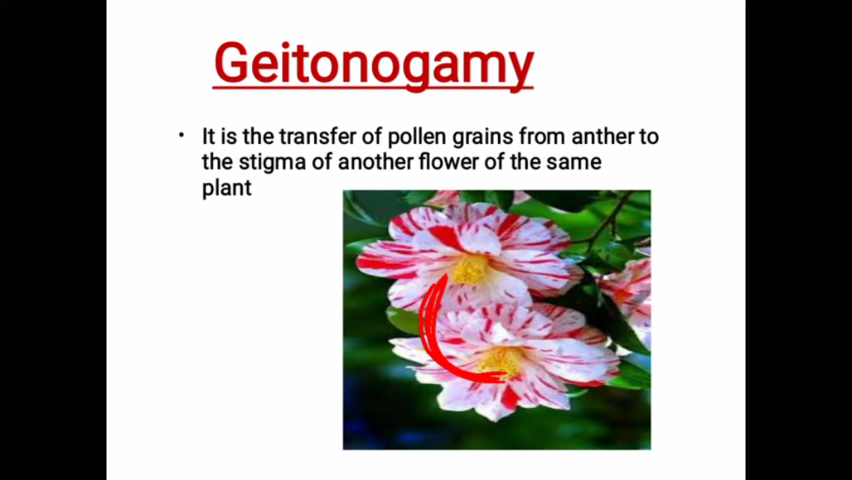 Geitonogamy
• It is the transfer of pollen grains from anther to
the stigma of another flower of the same
plant